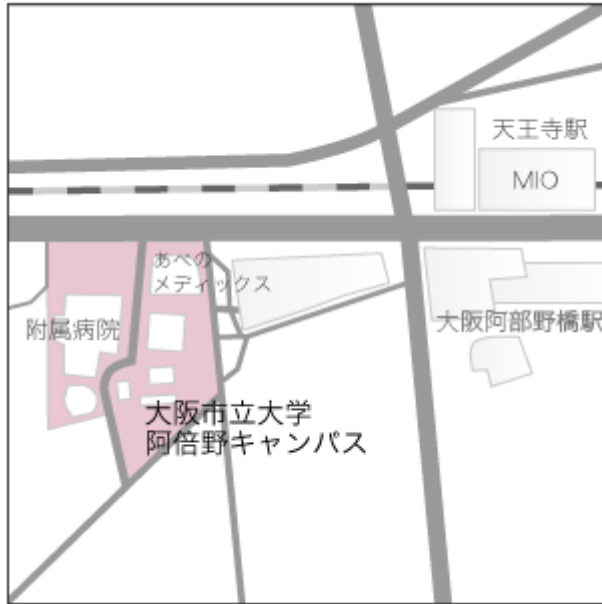 天王寺駅
MIO
あべの
メディックス
附属病院
大阪阿部野橋駅
大阪市立大学
阿倍野キャンパス